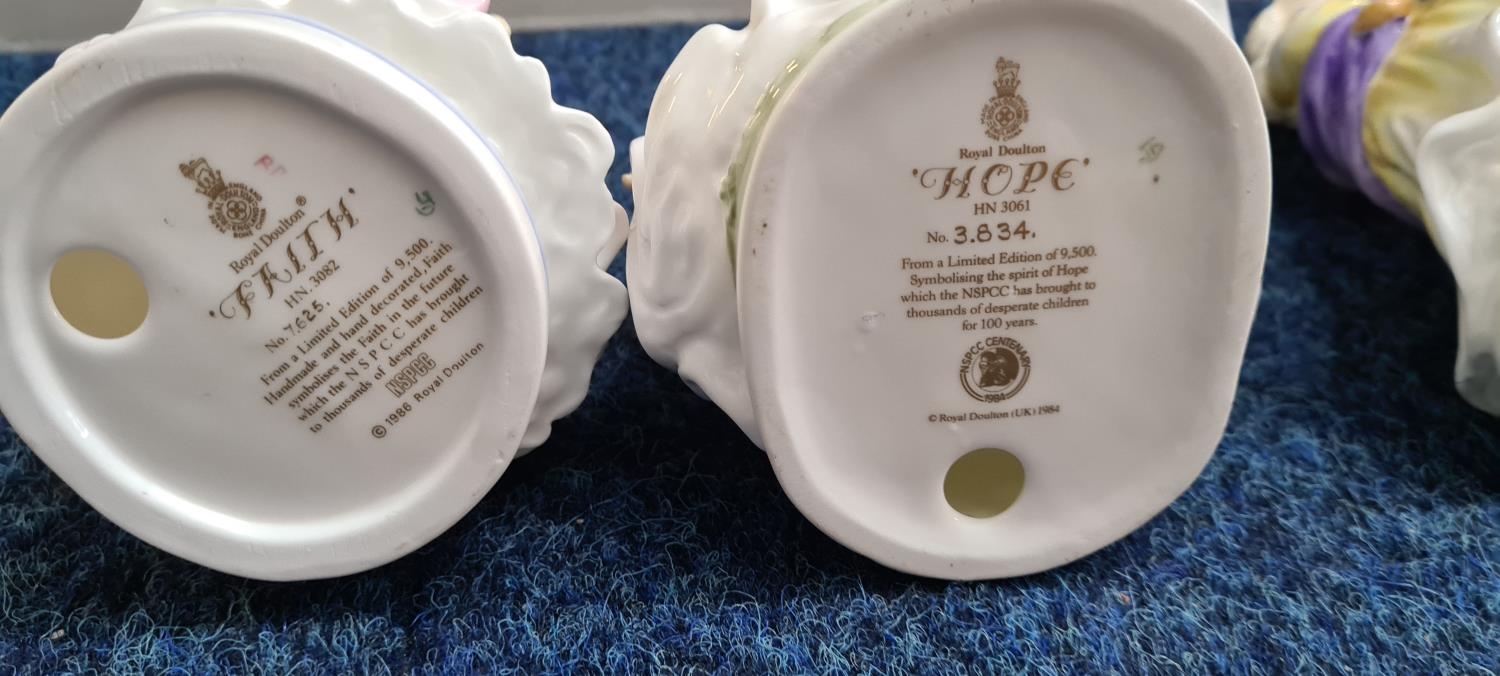 Royal Doulton®
'FAITH'
HN. 3082
No. 7,625.
From a Limited Edition of 9,500.
Handmade and hand decorated, Faith
symbolises the Faith in the future
which the N S P C C has brought
to thousands of desperate children
NSPCC
© 1986 Royal Doulton
Royal Doulton
'HOPE'
HN 3061
No. 3.834.
From a Limited Edition of 9,500.
Symbolising the spirit of Hope
which the NSPCC has brought to
thousands of desperate children
for 100 years.
NSPCC CENTENARY
1984
© Royal Doulton (UK) 1984